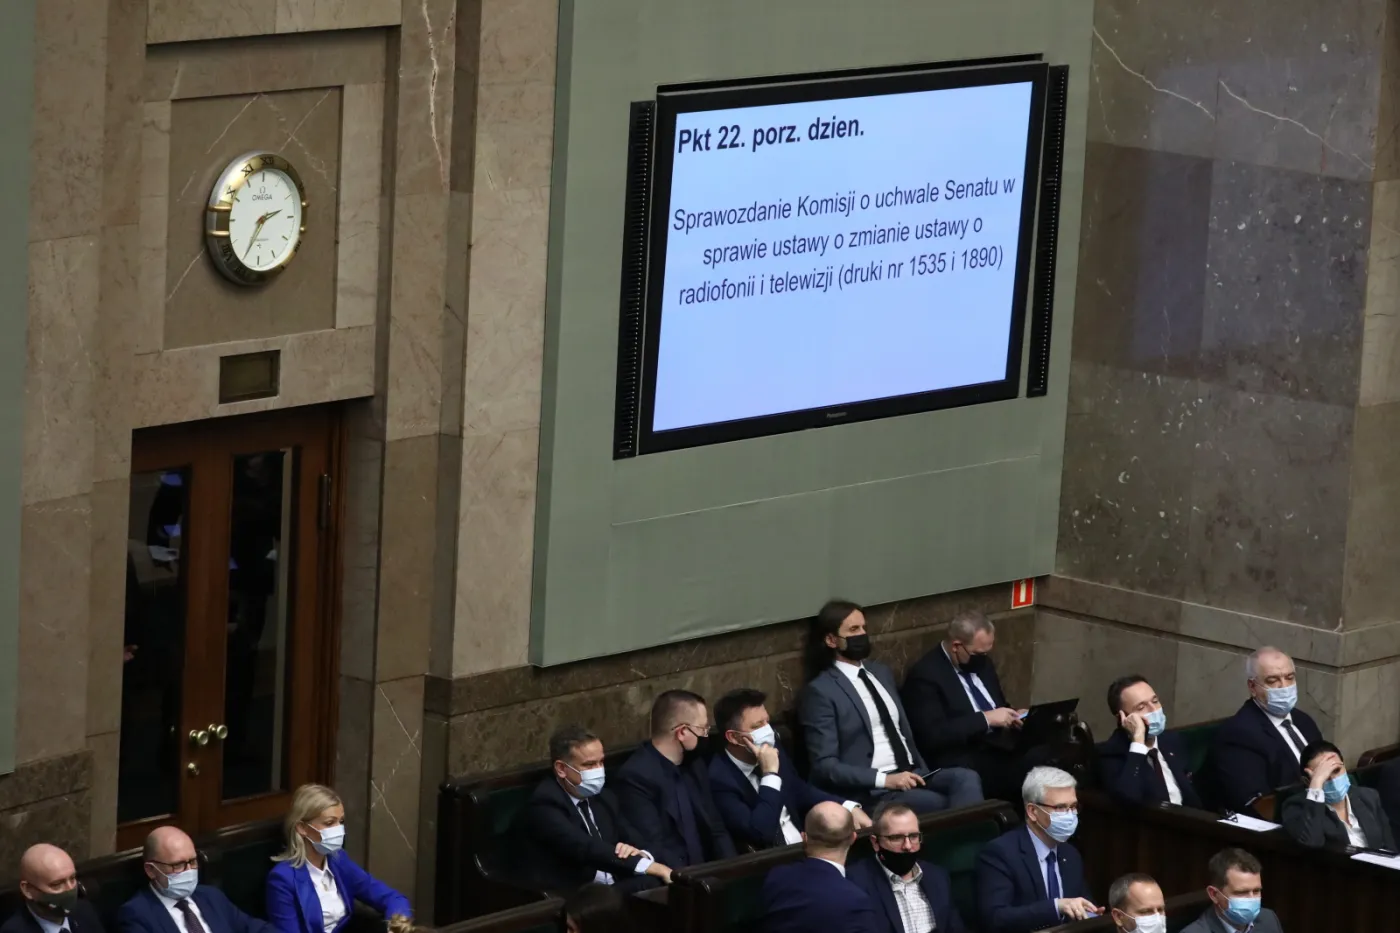 Pkt 22. porz. dzien.
Sprawozdanie Komisji o uchwale Senatu w
sprawie ustawy o zmianie ustawy o
radiofonii i telewizji (druki nr 1535 i 1890)
Panasonic
OMEGA